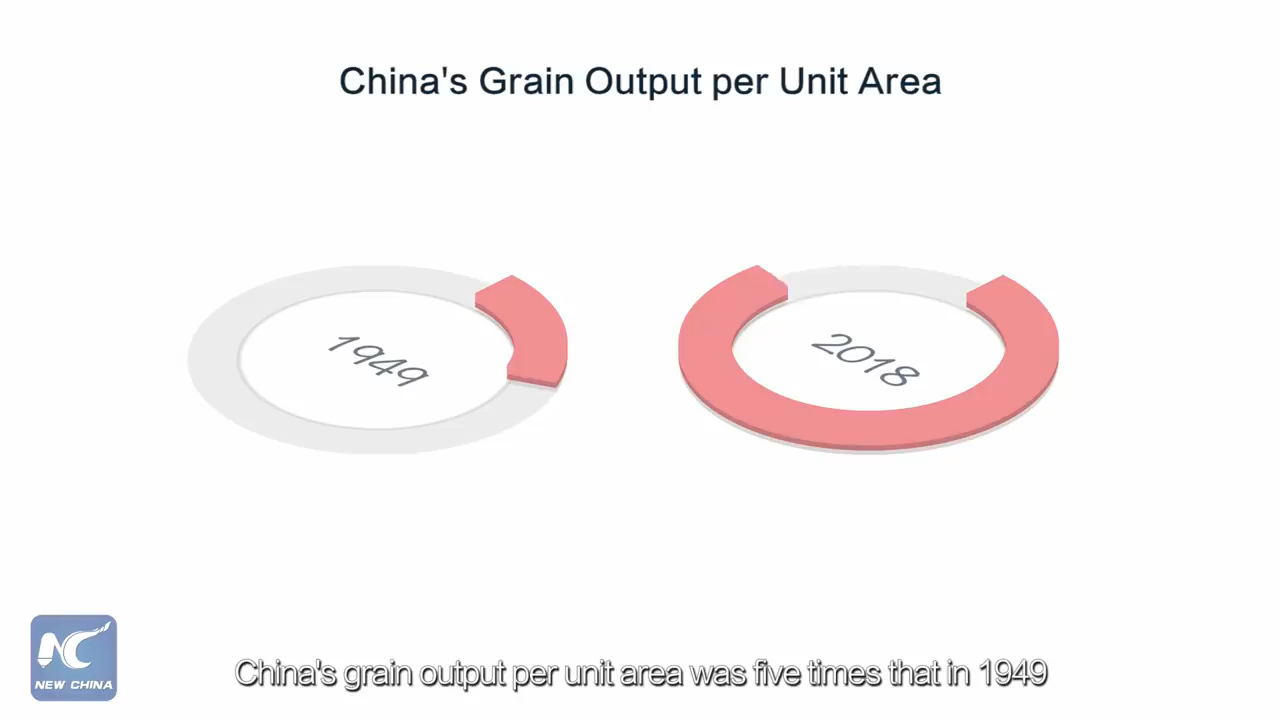 China's Grain Output per Unit Area
1949
2018
NC
NEW CHINA
China's grain output per unit area was five times that in 1949